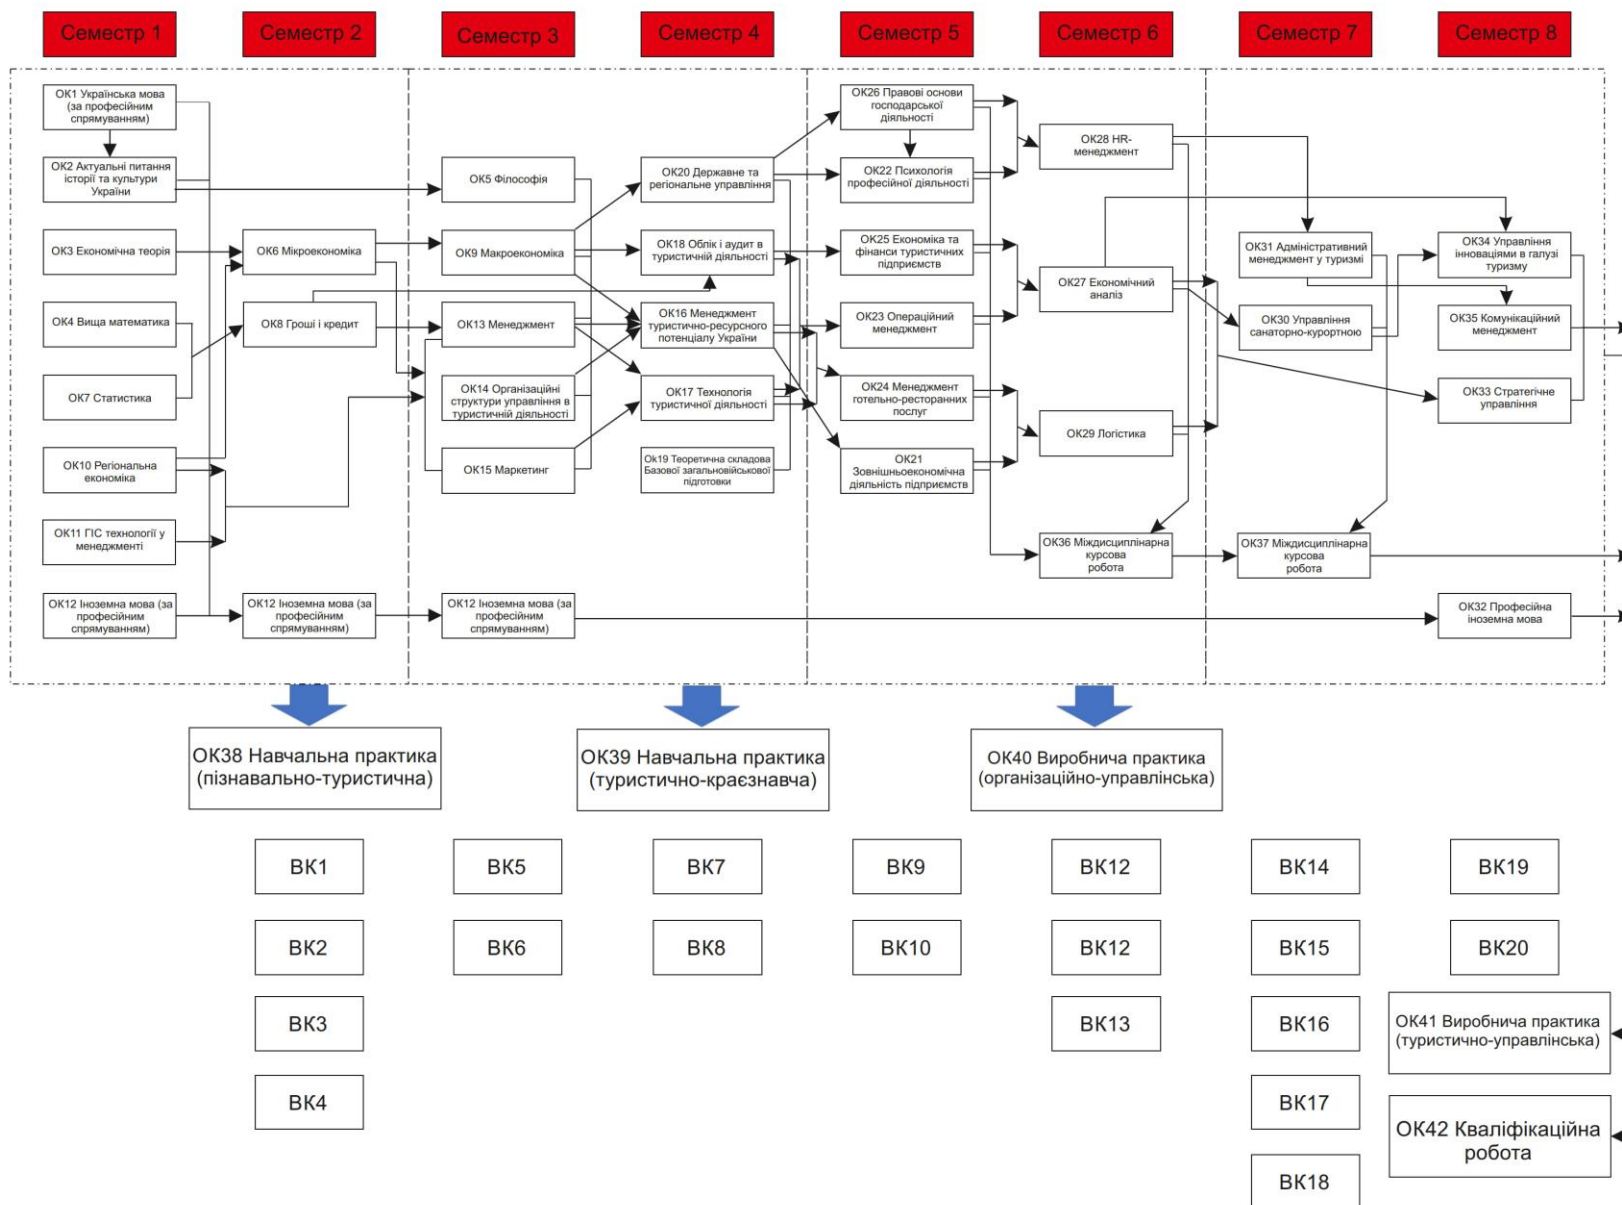 Семестр 1
Семестр 2
Семестр 3
Семестр 4
Семестр 5
Семестр 6
Семестр 7
Семестр 8
ОК1 Українська мова
(за професійним
спрямуванням)
ОК2 Актуальні питання
історії та культури
України
ОК3 Економічна теорія
ОК4 Вища математика
ОК7 Статистика
ОК10 Регіональна
економіка
ОК11 ГІС технології у
менеджменті
ОК12 Іноземна мова (за
професійним
спрямуванням)
ОК6 Мікроекономіка
ОК8 Гроші і кредит
ОК12 Іноземна мова (за
професійним
спрямуванням)
ОК5 Філософія
ОК9 Макроекономіка
ОК13 Менеджмент
ОК14 Організаційні
структури управління в
туристичній діяльності
ОК15 Маркетинг
ОК12 Іноземна мова (за
професійним
спрямуванням)
ОК20 Державне та
регіональне управління
ОК18 Облік і аудит в
туристичній діяльності
ОК16 Менеджмент
туристично-ресурсного
потенціалу України
ОК17 Технологія
туристичної діяльності
Ok19 Теоретична складова
Базової загальновійськової
підготовки
ОК26 Правові основи
господарської
діяльності
ОК22 Психологія
професійної діяльності
ОК25 Економіка та
фінанси туристичних
підприємств
ОК23 Операційний
менеджмент
ОК24 Менеджмент
готельно-ресторанних
послуг
ОК21
Зовнішньоекономічна
діяльність підприємств
ОК28 HR-
менеджмент
ОК27 Економічний
аналіз
ОК29 Логістика
ОК36 Міждисциплінарна
курсова
робота
ОК31 Адміністративний
менеджмент у туризмі
ОК30 Управління
санаторно-курортною
ОК37 Міждисциплінарна
курсова
робота
ОК34 Управління
інноваціями в галузі
туризму
ОК35 Комунікаційний
менеджмент
ОК33 Стратегічне
управління
ОК32 Професійна
іноземна мова
ОК38 Навчальна практика
(пізнавально-туристична)
ОК39 Навчальна практика
(туристично-краєзнавча)
ОК40 Виробнича практика
(організаційно-управлінська)
ВК1
ВК5
ВК7
ВК9
ВК12
ВК14
ВК19
ВК2
ВК6
ВК8
ВК10
ВК12
ВК15
ВК20
ВК3
ВК13
ВК16
ОК41 Виробнича практика
(туристично-управлінська)
ВК4
ВК17
ОК42 Кваліфікаційна
робота
ВК18